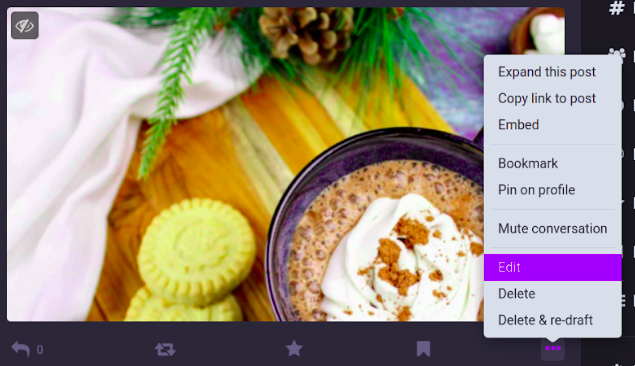 #
Expand this post
Copy link to post
Embed
Bookmark
Pin on profile
Mute conversation
Edit
Delete
Delete & re-draft
0